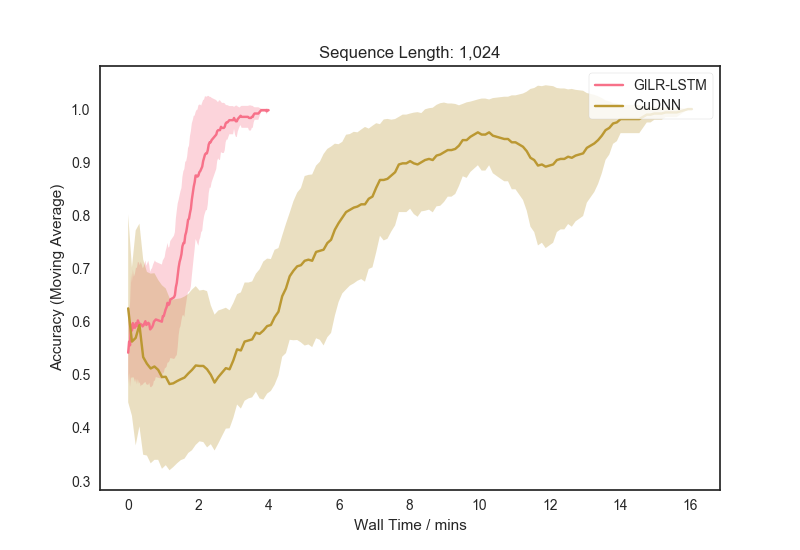 Sequence Length: 1,024
GILR-LSTM
CuDNN
Accuracy (Moving Average)
1.0
0.9
0.8
0.7
0.6
0.5
0.4
0.3
0 2 4 6 8 10 12 14 16
Wall Time / mins